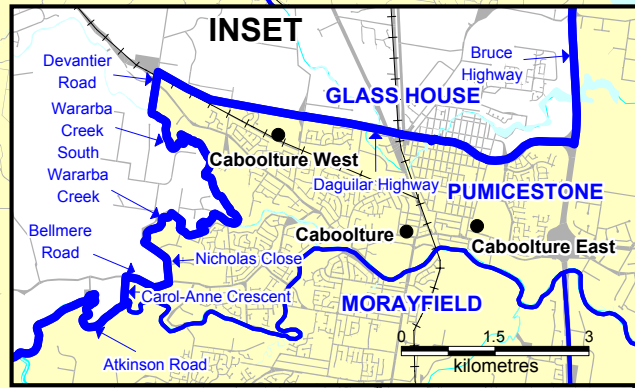 INSET
Devantier
Road
Bruce
Highway
GLASS HOUSE
Wararba
Creek
South
Wararba
Creek
Caboolture West
Daguilar Highway
PUMICESTONE
Bellmere
Road
Caboolture
Caboolture East
Nicholas Close
Carol-Anne Crescent
MORAYFIELD
Atkinson Road
0 1.5 3
kilometres